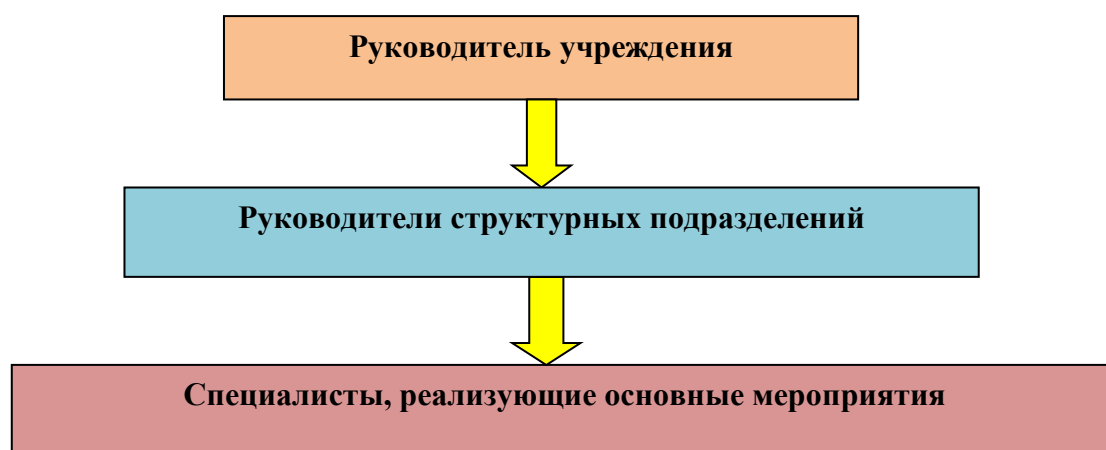 Руководитель учреждения
Руководители структурных подразделений
Специалисты, реализующие основные мероприятия